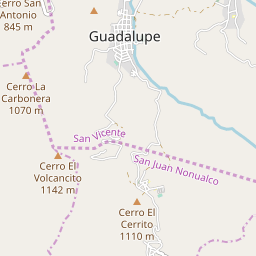 Cerro San
Antonio
845 m
Guadalupe
Cerro La
Carbonera
1070 m
San Vicente
San Juan Nonualco
Cerro El
Volcancito
1142 m
Cerro El
Cerrito
1110 m